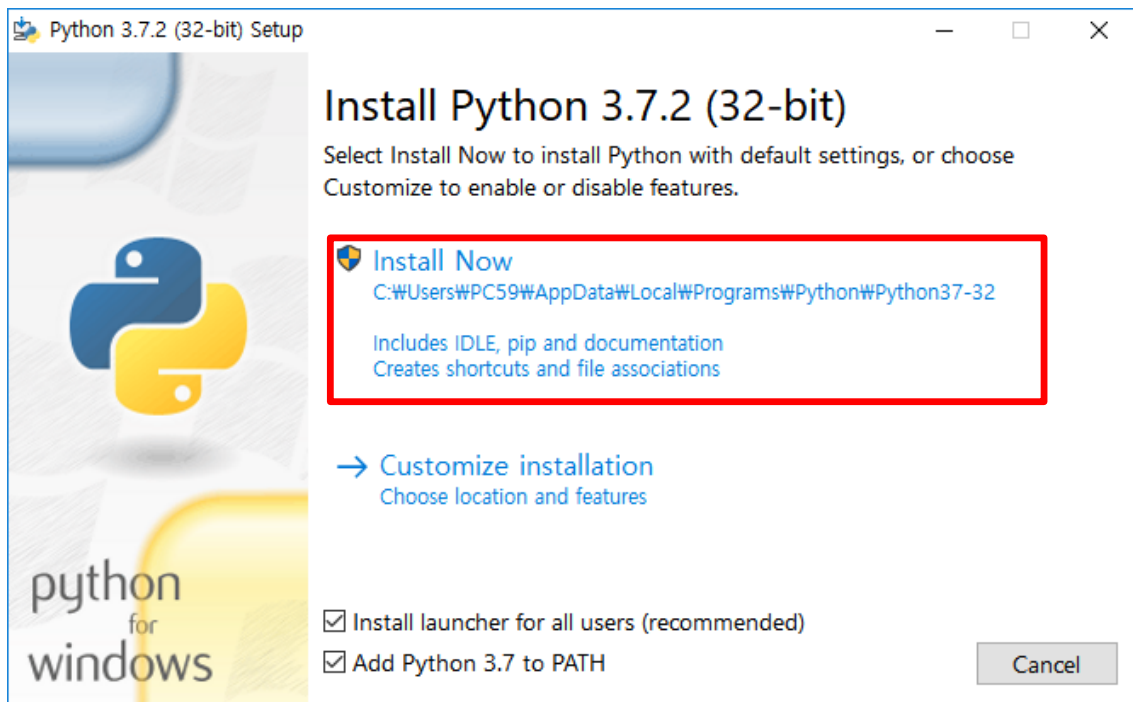 Python 3.7.2 (32-bit) Setup
Install Python 3.7.2 (32-bit)
Select Install Now to install Python with default settings, or choose
Customize to enable or disable features.
Install Now
C:₩Users₩PC59₩AppData₩Local₩Programs₩Python₩Python37-32
Includes IDLE, pip and documentation
Creates shortcuts and file associations
Customize installation
Choose location and features
python
for
windows
Install launcher for all users (recommended)
Add Python 3.7 to PATH
Cancel